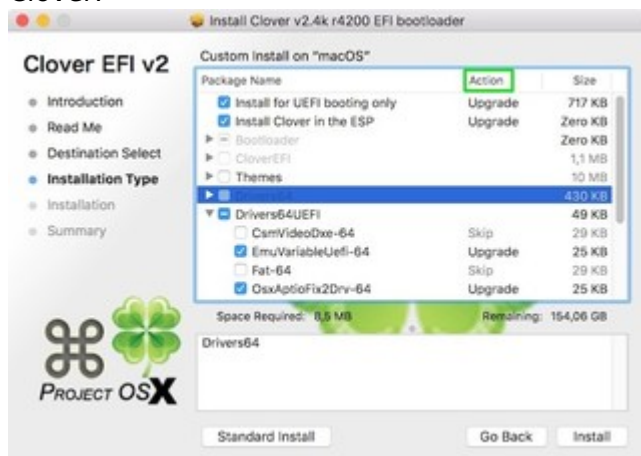 Install Clover v2.4k r4200 EFI bootloader
Clover EFI v2
Custom Install on "macOS"
Package Name Action Size
Introduction
Read Me
Destination Select
Installation Type
Installation
Summary
Install for UEFI booting only Upgrade 717 KB
Install Clover in the ESP Upgrade Zero KB
Bootloader Zero KB
CloverEFI 1,1 MB
Themes 10 MB
Drivers64 430 KB
Drivers64UEFI 49 KB
CsmVideoDxe-64 Skip 29 KB
EmuVariableUefi-64 Upgrade 25 KB
Fat-64 Skip 29 KB
OsxAptioFix2Drv-64 Upgrade 25 KB
Space Required: 8,5 MB Remaining: 154,06 GB
Drivers64
PROJECT OSX
Standard Install Go Back Install